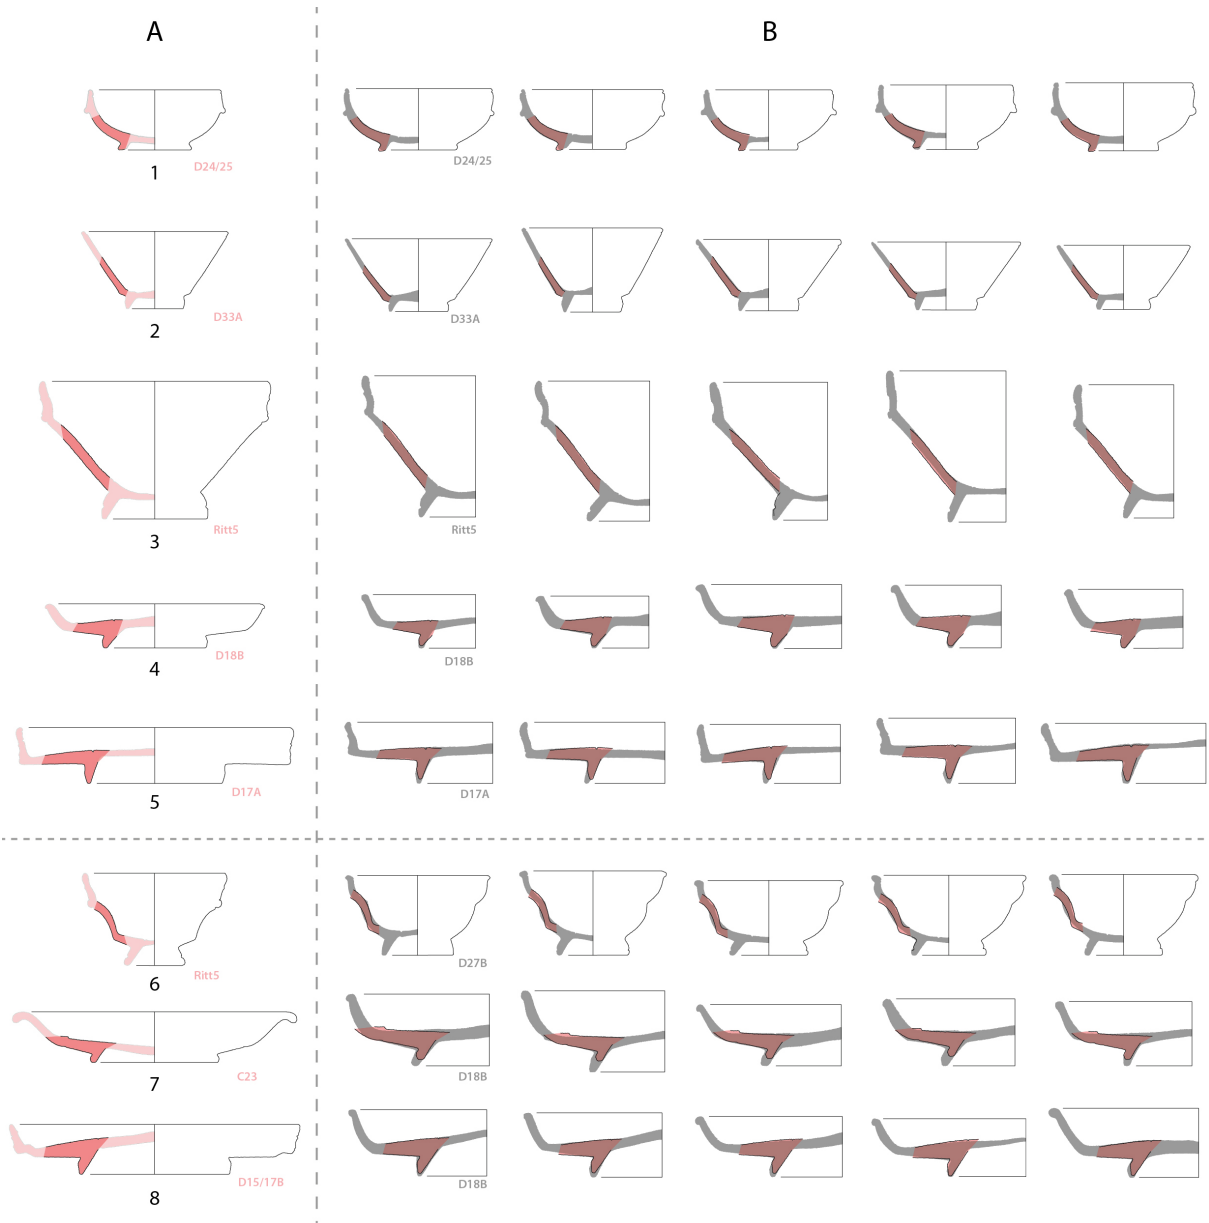 A
B
D24/25
1
D24/25
D33A
2
D33A
Ritt5
3
Ritt5
D18B
4
D18B
D17A
5
D17A
Ritt5
6
D27B
C23
7
D18B
D15/17B
8
D18B